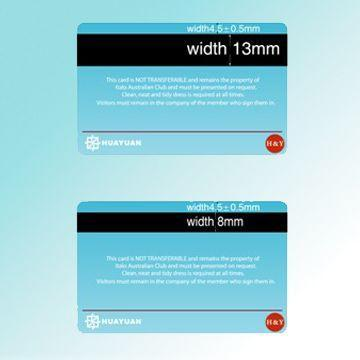 width4.5± 0.5mm
width 13mm
This card is NOT TRANSFERABLE and remains the property of
Italo Australian Club and must be presented on request.
Clean, neat and tidy dress is required at all times.
Visitors must remain in the company of the member who sign them in.
HUAYUAN
H&Y
width4.5± 0.5mm
width 8mm
This card is NOT TRANSFERABLE and remains the property of
Italo Australian Club and must be presented on request.
Clean, neat and tidy dress is required at all times.
Visitors must remain in the company of the member who sign them in.
HUAYUAN
H&Y